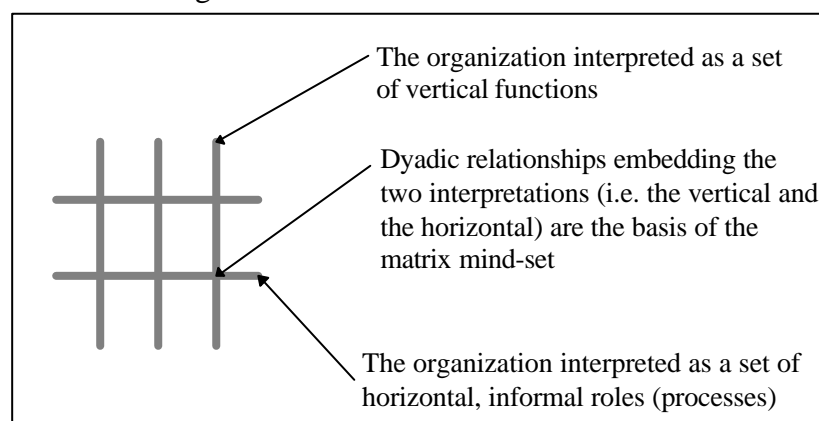 The organization interpreted as a set
of vertical functions
Dyadic relationships embedding the
two interpretations (i.e. the vertical and
the horizontal) are the basis of the
matrix mind-set
The organization interpreted as a set of
horizontal, informal roles (processes)